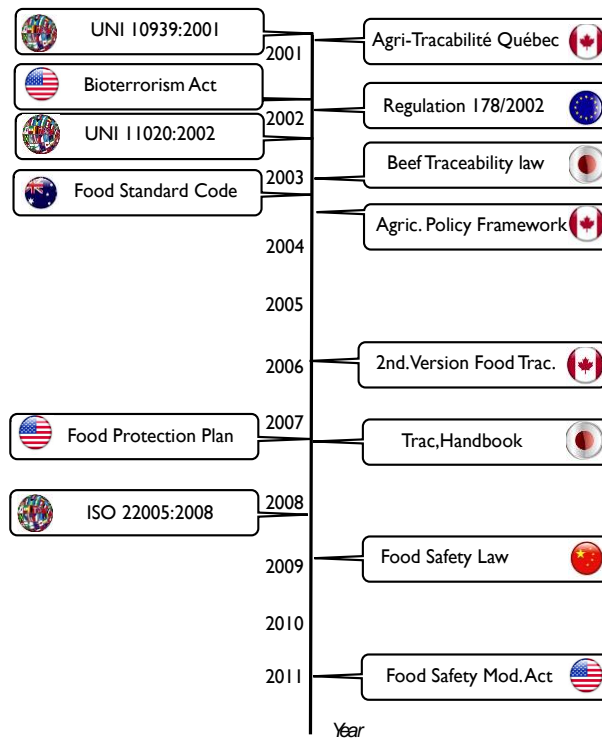 UNI 10939:2001
Agri-Tracabilité Québec
2001
Bioterrorism Act
Regulation 178/2002
2002
UNI 11020:2002
Beef Traceability law
2003
Food Standard Code
Agric. Policy Framework
2004
2005
2006
2nd.Version Food Trac.
2007
Food Protection Plan
Trac,Handbook
2008
ISO 22005:2008
Food Safety Law
2009
2010
2011
Food Safety Mod.Act
Year